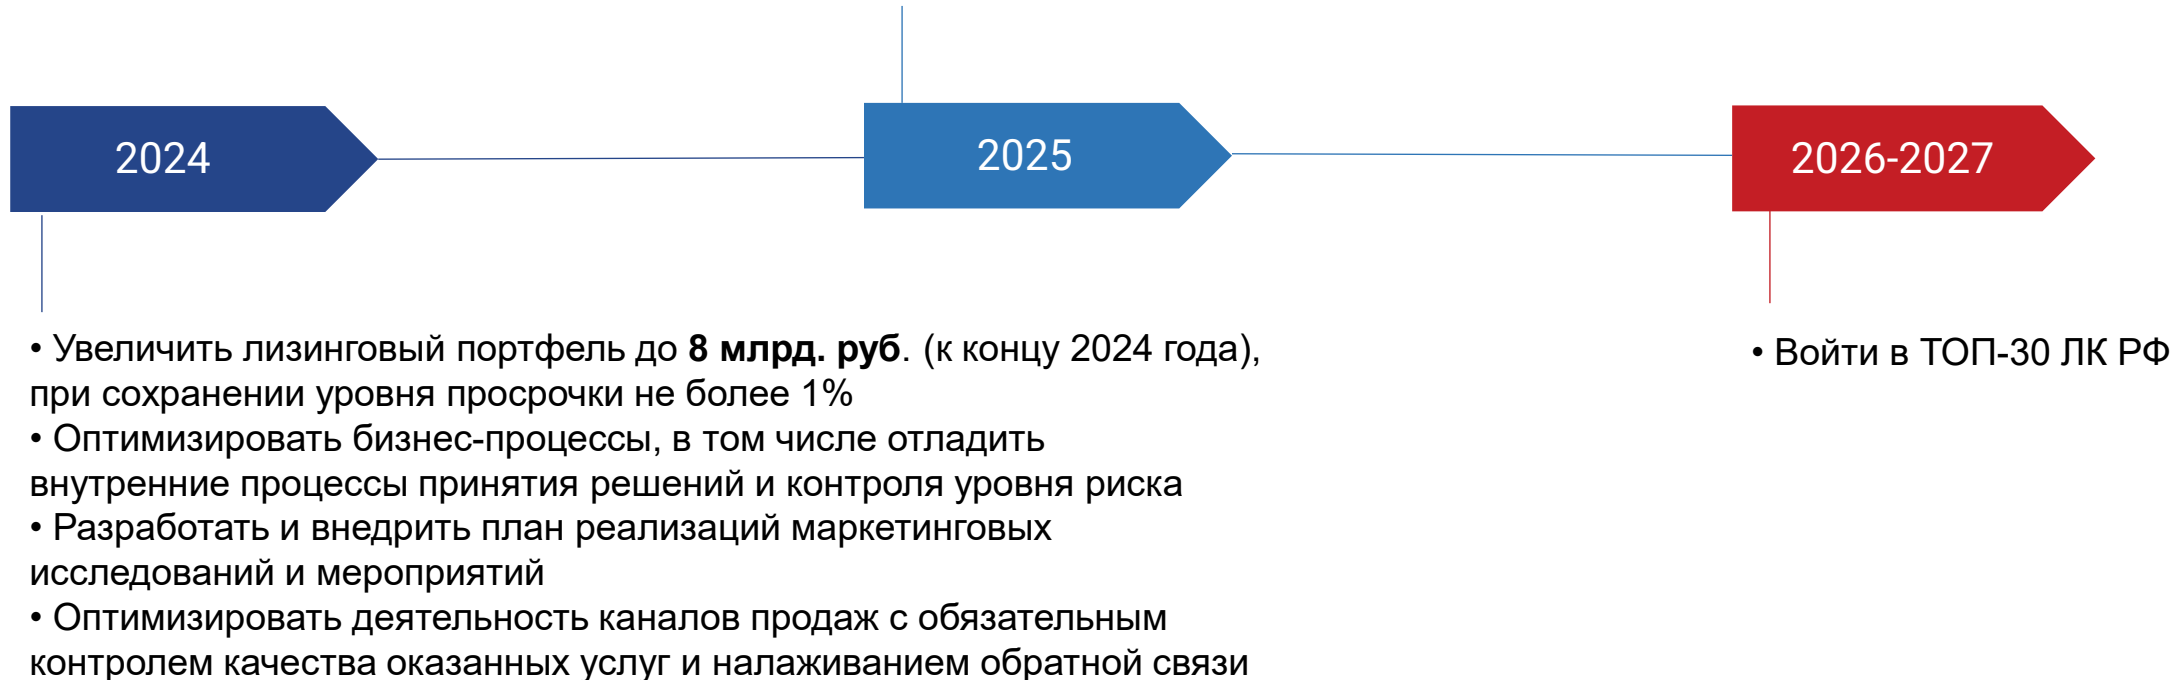 2024
2025
2026-2027
• Увеличить лизинговый портфель до 8 млрд. руб. (к концу 2024 года),
при сохранении уровня просрочки не более 1%
• Оптимизировать бизнес-процессы, в том числе отладить
внутренние процессы принятия решений и контроля уровня риска
• Разработать и внедрить план реализаций маркетинговых
исследований и мероприятий
• Оптимизировать деятельность каналов продаж с обязательным
контролем качества оказанных услуг и налаживанием обратной связи
• Войти в ТОП-30 ЛК РФ